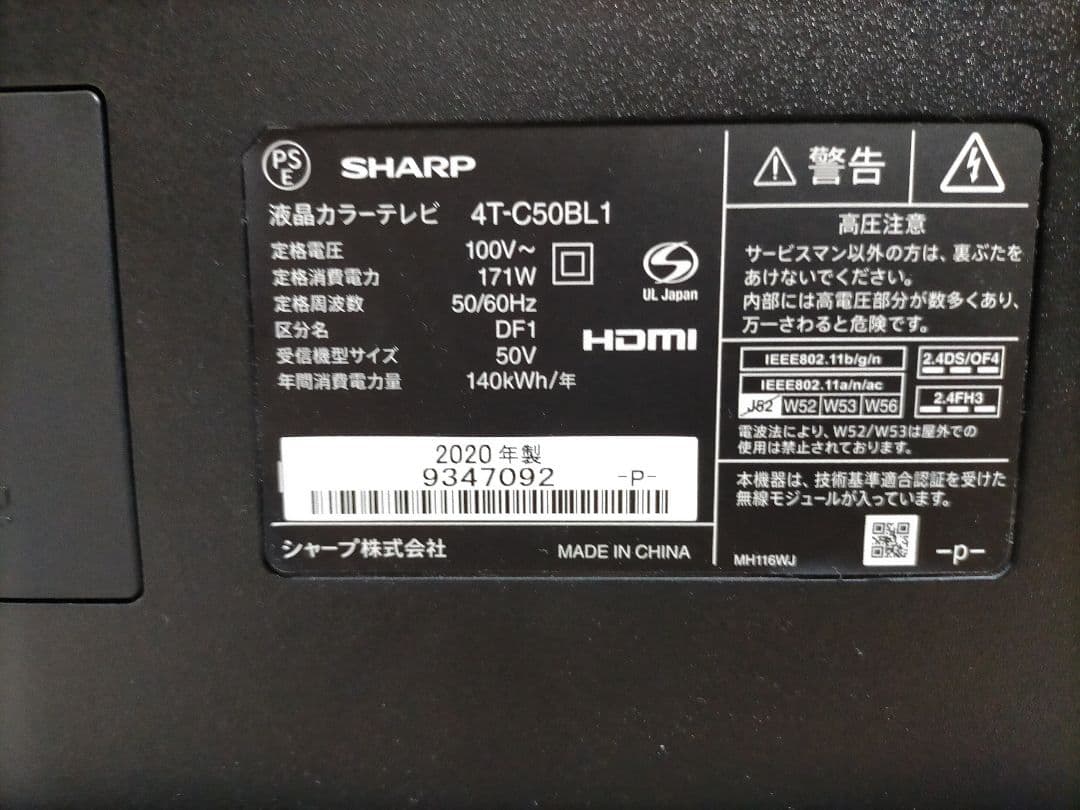 PS
E
SHARP
液晶カラーテレビ 4T-C50BL1
定格電圧 100V~
定格消費電力 171W
定格周波数 50/60Hz
区分名 DF1
受信機型サイズ 50V
年間消費電力量 140kWh/年
UL Japan
HDMI
2020年製
9347092 -P-
シャープ株式会社 MADE IN CHINA
警告
高圧注意
サービスマン以外の方は、裏ぶたを
あけないでください。
内部には高電圧部分が数多くあり、
万一さわると危険です。
IEEE802.11b/g/n
IEEE802.11a/n/ac
J52 W52 W53 W56
2.4DS/OF4
2.4FH3
電波法により、W52/W53は屋外での
使用は禁止されております。
本機器は、技術基準適合認証を受けた
無線モジュールが入っています。
MH116WJ -p-